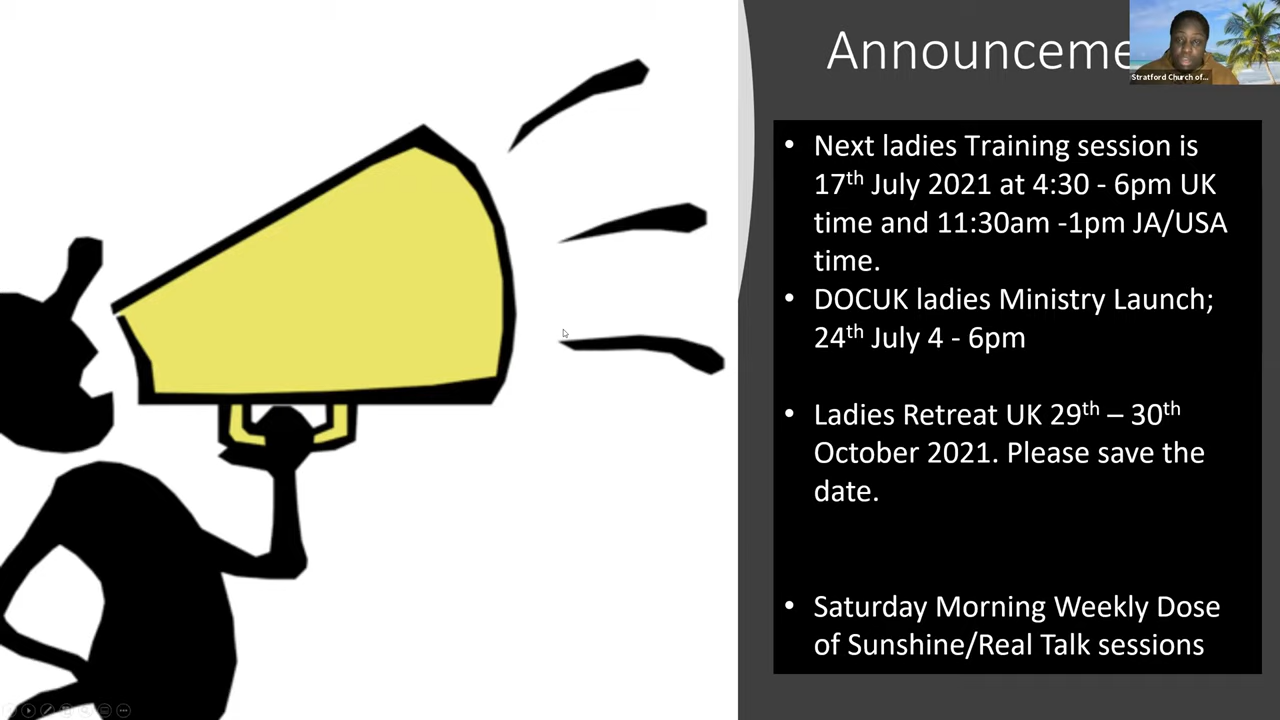 Announceme
Stratford Church of...
• Next ladies Training session is
17th July 2021 at 4:30 - 6pm UK
time and 11:30am -1pm JA/USA
time.
• DOCUK ladies Ministry Launch;
24th July 4 - 6pm
• Ladies Retreat UK 29th – 30th
October 2021. Please save the
date.
• Saturday Morning Weekly Dose
of Sunshine/Real Talk sessions